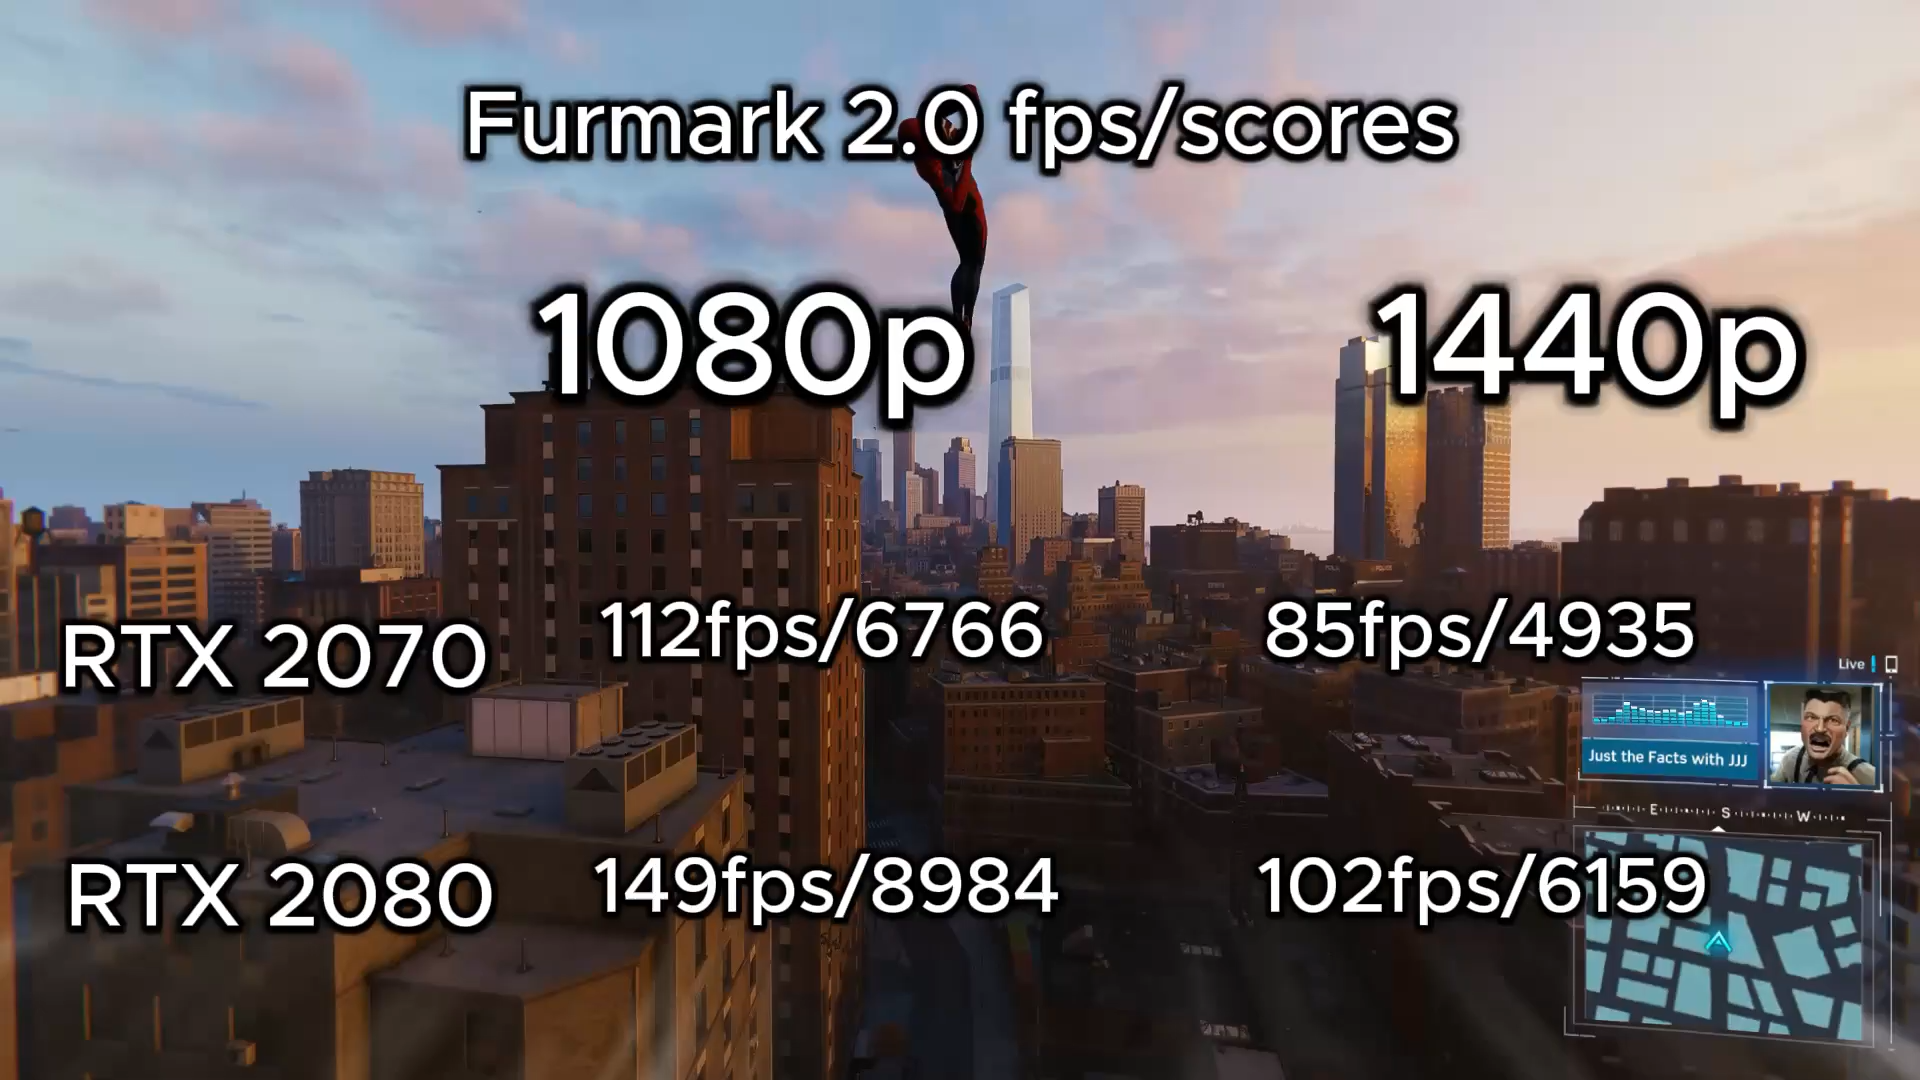 Furmark 2.0 fps/scores
1080p
1440p
RTX 2070
112fps/6766
85fps/4935
Live
Just the Facts with JJJ
E S W
RTX 2080
149fps/8984
102fps/6159